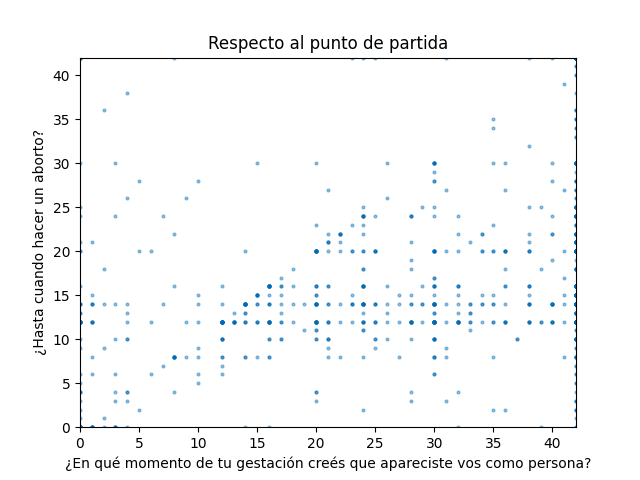 Respecto al punto de partida
¿Hasta cuando hacer un aborto?
40
35
30
25
20
15
10
5
0
0 5 10 15 20 25 30 35 40
¿En qué momento de tu gestación creés que apareciste vos como persona?